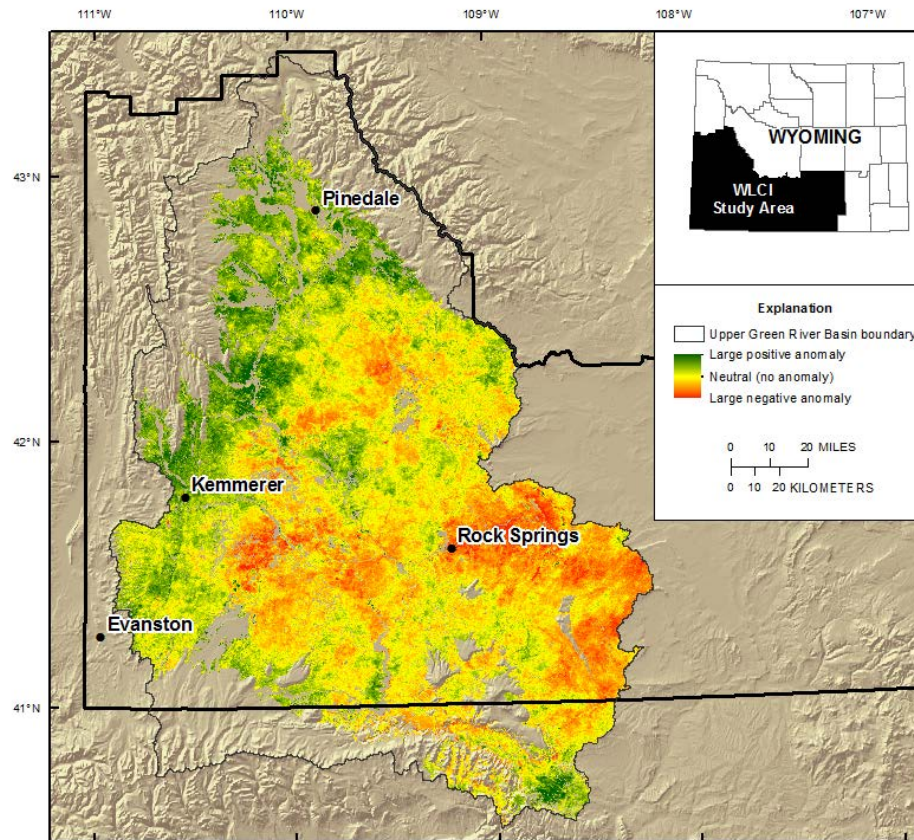 111°W 110°W 109°W 108°W 107°W
43°N
42°N
41°N
Pinedale
Kemmerer
Rock Springs
Evanston
WYOMING
WLCI
Study Area
Explanation
Upper Green River Basin boundary
Large positive anomaly
Neutral (no anomaly)
Large negative anomaly
0 10 20 MILES
0 10 20 KILOMETERS